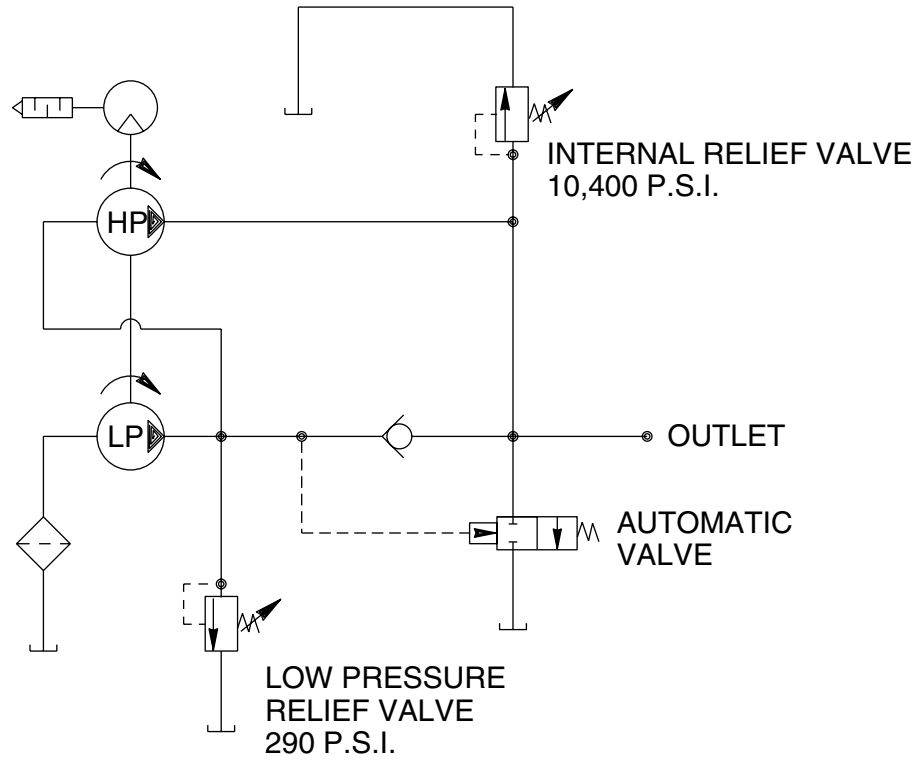 INTERNAL RELIEF VALVE
10,400 P.S.I.
HP
LP
OUTLET
AUTOMATIC
VALVE
LOW PRESSURE
RELIEF VALVE
290 P.S.I.